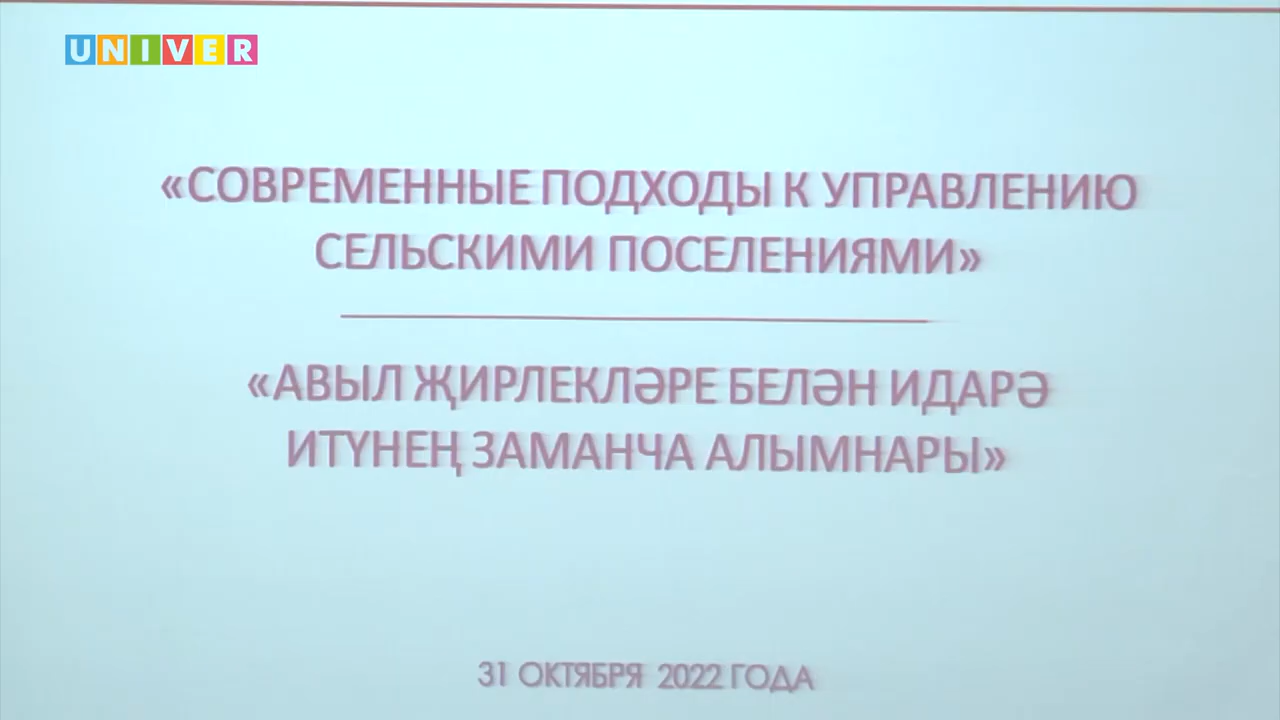 UNIVER
«СОВРЕМЕННЫЕ ПОДХОДЫ К УПРАВЛЕНИЮ
СЕЛЬСКИМИ ПОСЕЛЕНИЯМИ»
«АВЫЛ ҖИРЛЕКЛӘРЕ БЕЛӘН ИДАРӘ
ИТҮНЕҢ ЗАМАНЧА АЛЫМНАРЫ»
31 ОКТЯБРЯ 2022 ГОДА